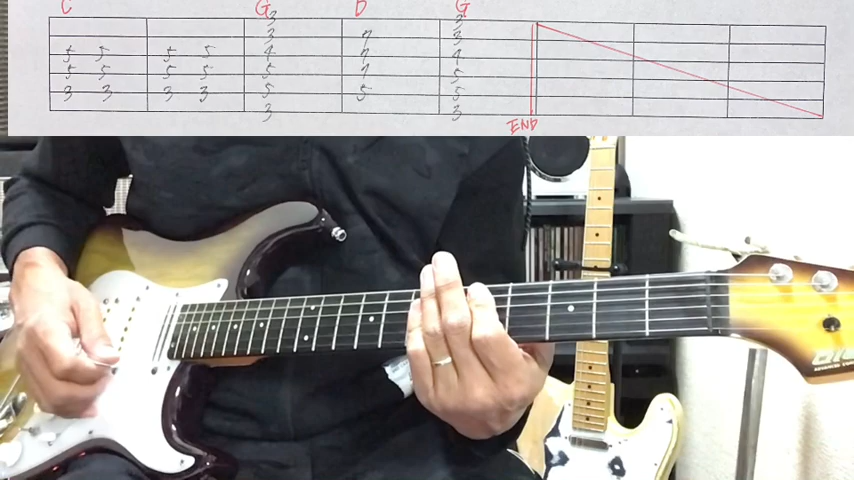 C G D G
3 3
3 7 3
5 5 5 5 4 7 4
5 5 5 5 5 7 5
3 3 3 3 5 5 5
3 3
END